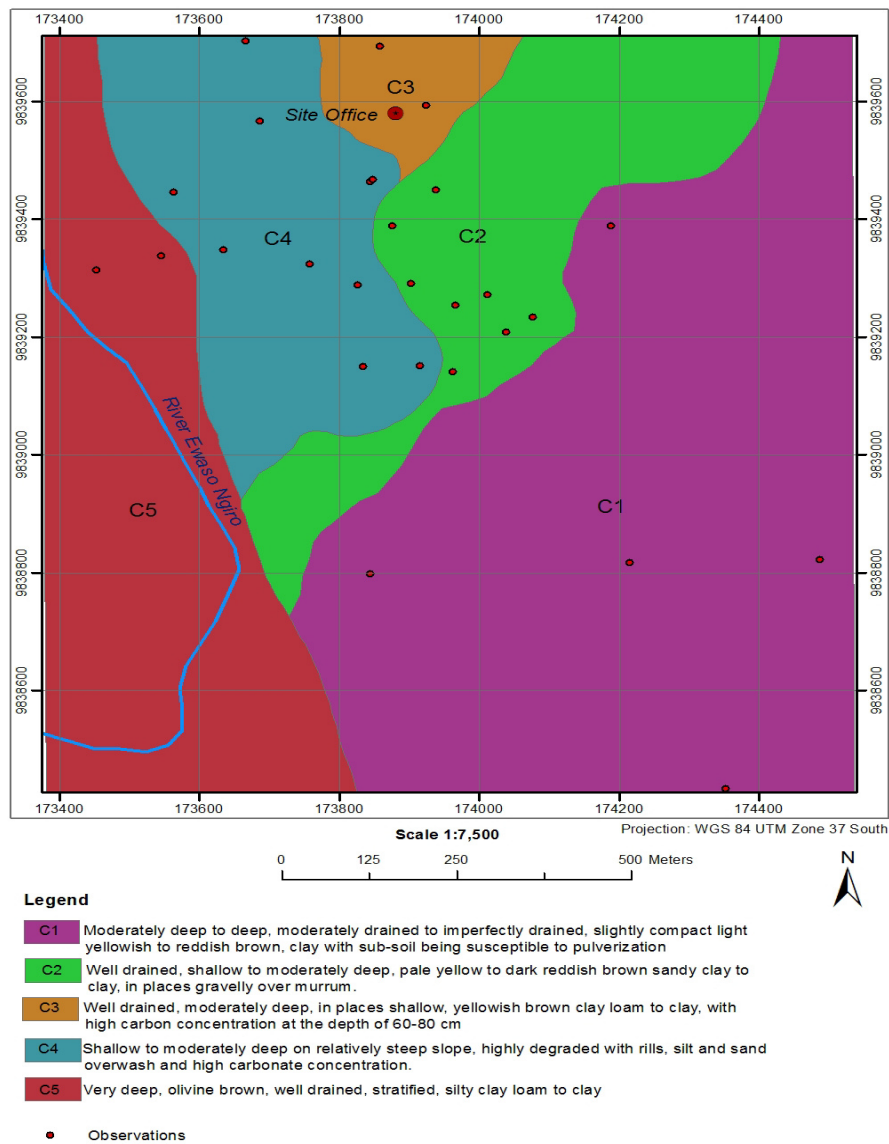 173400 173600 173800 174000 174200 174400
9839600 9839600
C3
Site Office
9839400 9839400
C4 C2
9839200 9839200
River Ewaso Ngiro
9839000 9839000
C5 C1
9838800 9838800
9838600 9838600
173400 173600 173800 174000 174200 174400
Scale 1:7,500
Projection: WGS 84 UTM Zone 37 South
0 125 250 500 Meters
N
Legend
C1 Moderately deep to deep, moderately drained to imperfectly drained, slightly compact light
yellowish to reddish brown, clay with sub-soil being susceptible to pulverization
C2 Well drained, shallow to moderately deep, pale yellow to dark reddish brown sandy clay to
clay, in places gravelly over murrum.
C3 Well drained, moderately deep, in places shallow, yellowish brown clay loam to clay, with
high carbon concentration at the depth of 60-80 cm
C4 Shallow to moderately deep on relatively steep slope, highly degraded with rills, silt and sand
overwash and high carbonate concentration.
C5 Very deep, olivine brown, well drained, stratified, silty clay loam to clay
Observations